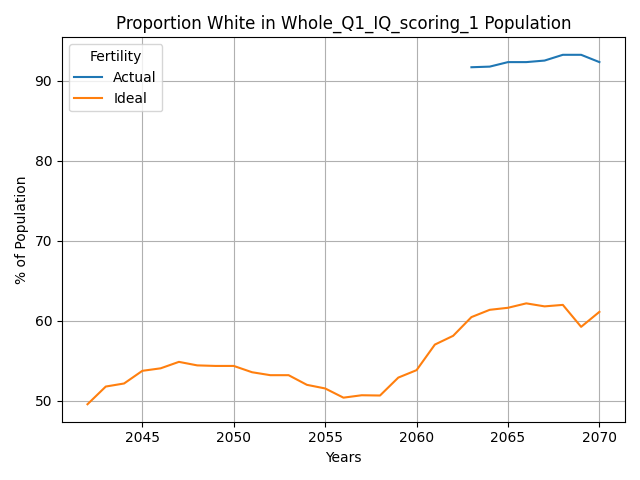 Proportion White in Whole_Q1_IQ_scoring_1 Population
Fertility
Actual
Ideal
% of Population
90
80
70
60
50
2045 2050 2055 2060 2065 2070
Years